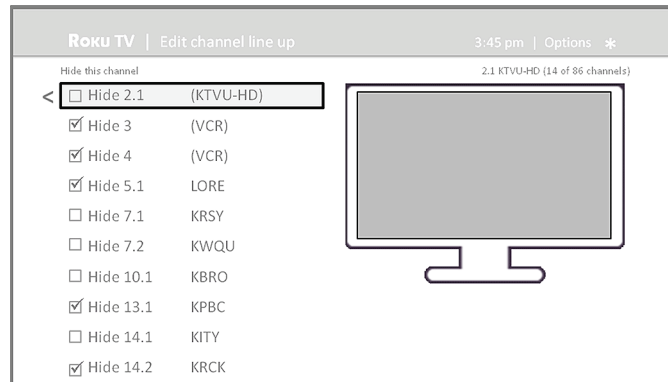 ROKU TV | Edit channel line up 3:45 pm | Options *
Hide this channel 2.1 KTVU-HD (14 of 86 channels)
< Hide 2.1 (KTVU-HD)
Hide 3 (VCR)
Hide 4 (VCR)
Hide 5.1 LORE
Hide 7.1 KRSY
Hide 7.2 KWQU
Hide 10.1 KBRO
Hide 13.1 KPBC
Hide 14.1 KITY
Hide 14.2 KRCK